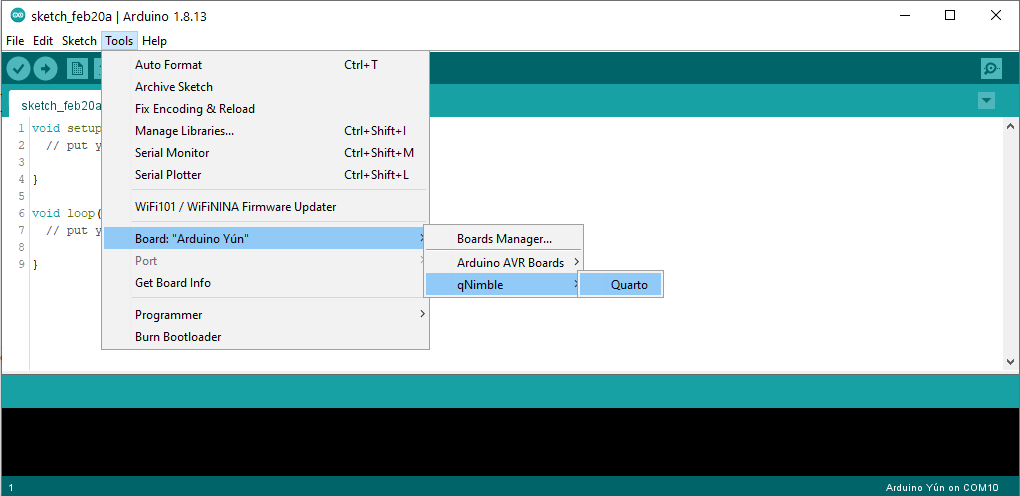 sketch_feb20a | Arduino 1.8.13
File Edit Sketch Tools Help
Auto Format Ctrl+T
Archive Sketch
Fix Encoding & Reload
Manage Libraries... Ctrl+Shift+I
Serial Monitor Ctrl+Shift+M
Serial Plotter Ctrl+Shift+L
WiFi101 / WiFiNINA Firmware Updater
Board: "Arduino Yún"
Port
Get Board Info
Programmer
Burn Bootloader
Boards Manager...
Arduino AVR Boards
qNimble
Quarto
sketch_feb20a
1 void setup
2 // put y
3
4 }
5
6 void loop(
7 // put y
8
9 }
1
Arduino Yún on COM10